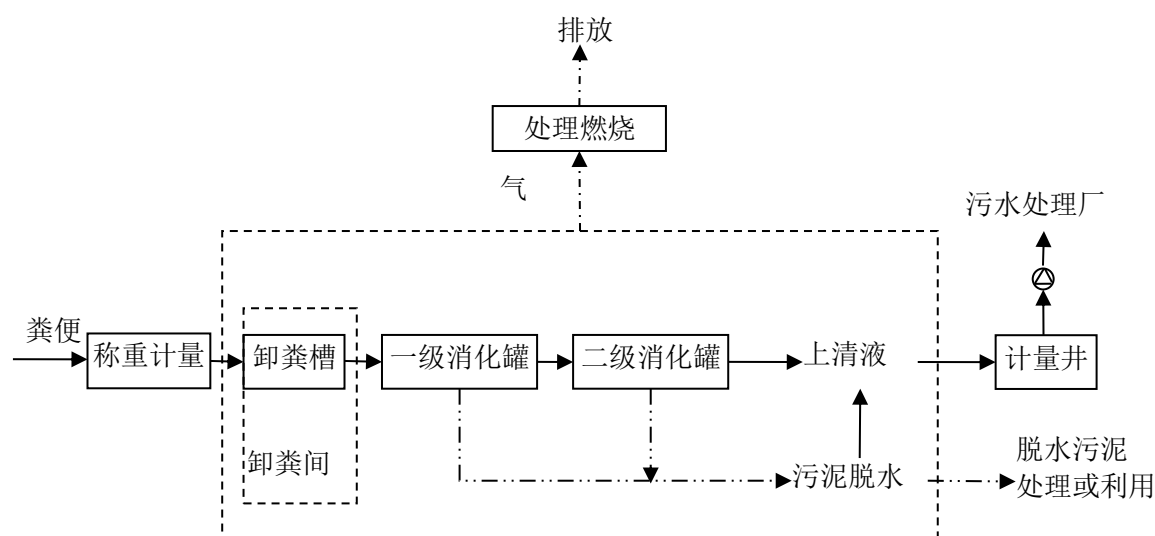 排放
处理燃烧
气
污水处理厂
粪便
称重计量
卸粪槽
一级消化罐
二级消化罐
上清液
计量井
卸粪间
污泥脱水
脱水污泥
处理或利用